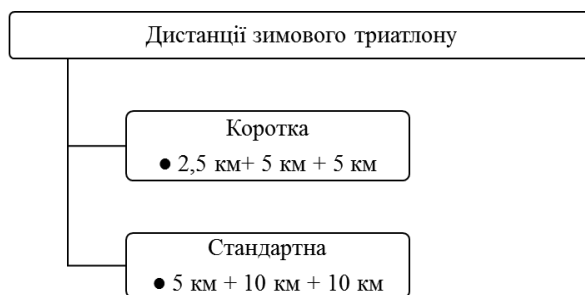 Дистанції зимового триатлону
Коротка
● 2,5 км+ 5 км + 5 км
Стандартна
● 5 км + 10 км + 10 км